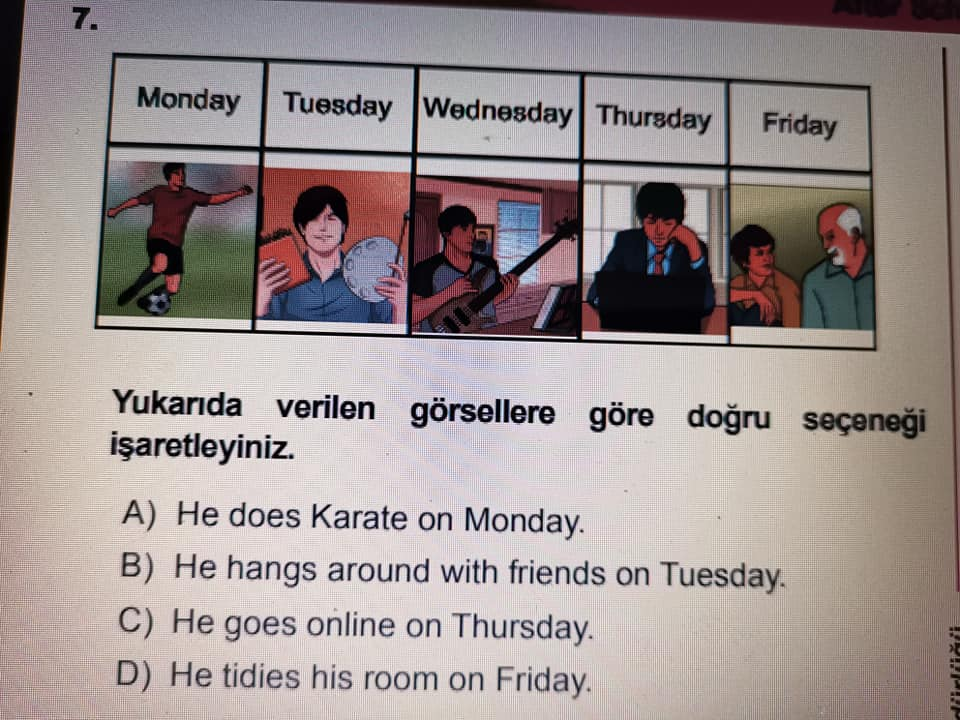 7.
Monday Tuesday Wednesday Thursday Friday
Yukarıda verilen görsellere göre doğru seçeneği
işaretleyiniz.
A) He does Karate on Monday.
B) He hangs around with friends on Tuesday.
C) He goes online on Thursday.
D) He tidies his room on Friday.